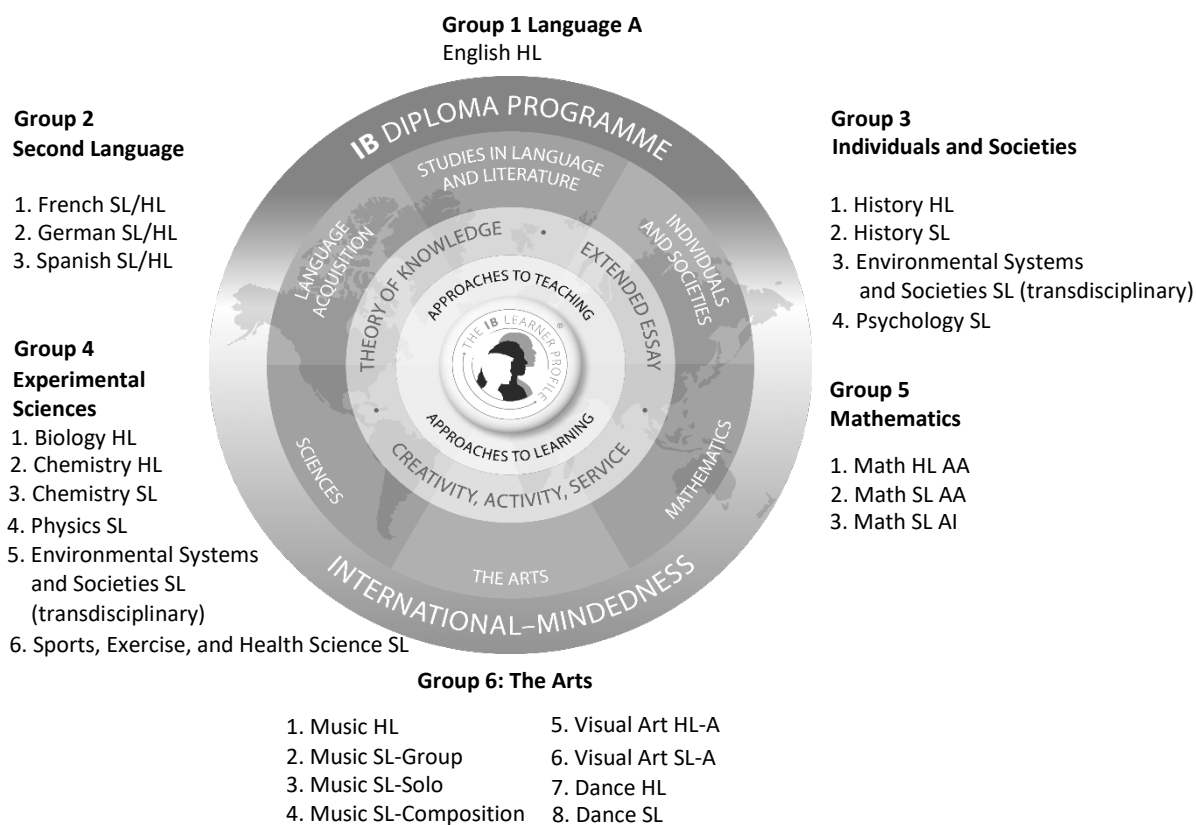 Group 1 Language A
English HL
Group 2
Second Language
1. French SL/HL
2. German SL/HL
3. Spanish SL/HL
Group 3
Individuals and Societies
1. History HL
2. History SL
3. Environmental Systems
and Societies SL (transdisciplinary)
4. Psychology SL
Group 4
Experimental
Sciences
1. Biology HL
2. Chemistry HL
3. Chemistry SL
4. Physics SL
5. Environmental Systems
and Societies SL
(transdisciplinary)
6. Sports, Exercise, and Health Science SL
Group 5
Mathematics
1. Math HL AA
2. Math SL AA
3. Math SL AI
IB DIPLOMA PROGRAMME
STUDIES IN LANGUAGE
AND LITERATURE
LANGUAGE
ACQUISITION
INDIVIDUALS
AND SOCIETIES
THEORY OF KNOWLEDGE
EXTENDED ESSAY
APPROACHES TO TEACHING
THE IB LEARNER PROFILE
®
APPROACHES TO LEARNING
CREATIVITY, ACTIVITY, SERVICE
SCIENCES
MATHEMATICS
THE ARTS
INTERNATIONAL–MINDEDNESS
Group 6: The Arts
1. Music HL
2. Music SL-Group
3. Music SL-Solo
4. Music SL-Composition
5. Visual Art HL-A
6. Visual Art SL-A
7. Dance HL
8. Dance SL